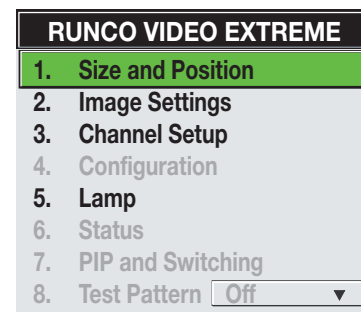 RUNCO VIDEO EXTREME
1. Size and Position
2. Image Settings
3. Channel Setup
4. Configuration
5. Lamp
6. Status
7. PIP and Switching
8. Test Pattern Off ▼